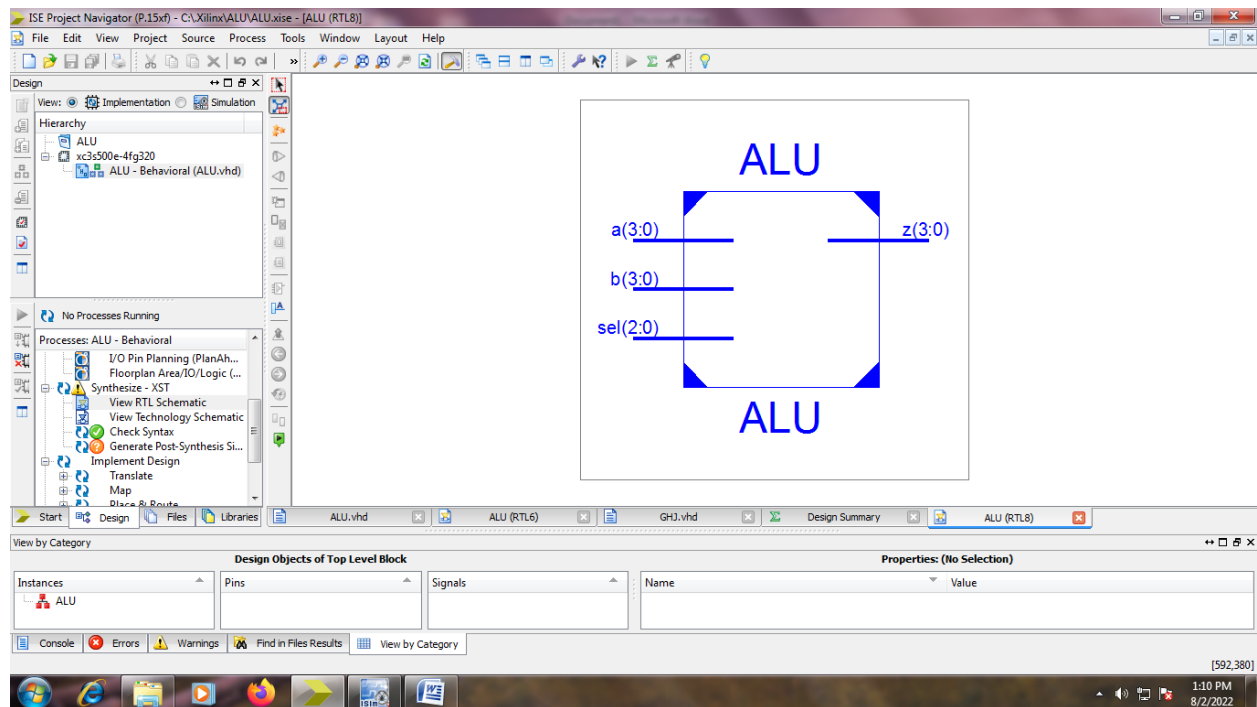 ISE Project Navigator (P.15xf) - C:\.Xilinx\ALU\ALU.xise - [ALU (RTL8)]
File Edit View Project Source Process Tools Window Layout Help
Design
View: Implementation Simulation
Hierarchy
ALU
xc3s500e-4fg320
ALU - Behavioral (ALU.vhd)
No Processes Running
Processes: ALU - Behavioral
I/O Pin Planning (PlanAh...
Floorplan Area/IO/Logic (...
Synthesize - XST
View RTL Schematic
View Technology Schematic
Check Syntax
Generate Post-Synthesis Si...
Implement Design
Translate
Map
Place & Route
Start Design Files Libraries
ALU
a(3:0)
b(3:0)
sel(2:0)
z(3:0)
ALU
ALU.vhd ALU (RTL6) GHJ.vhd Design Summary ALU (RTL8)
View by Category
Design Objects of Top Level Block
Properties: (No Selection)
Instances Pins Signals Name Value
ALU
Console Errors Warnings Find in Files Results View by Category
[592,380]
1:10 PM
8/2/2022